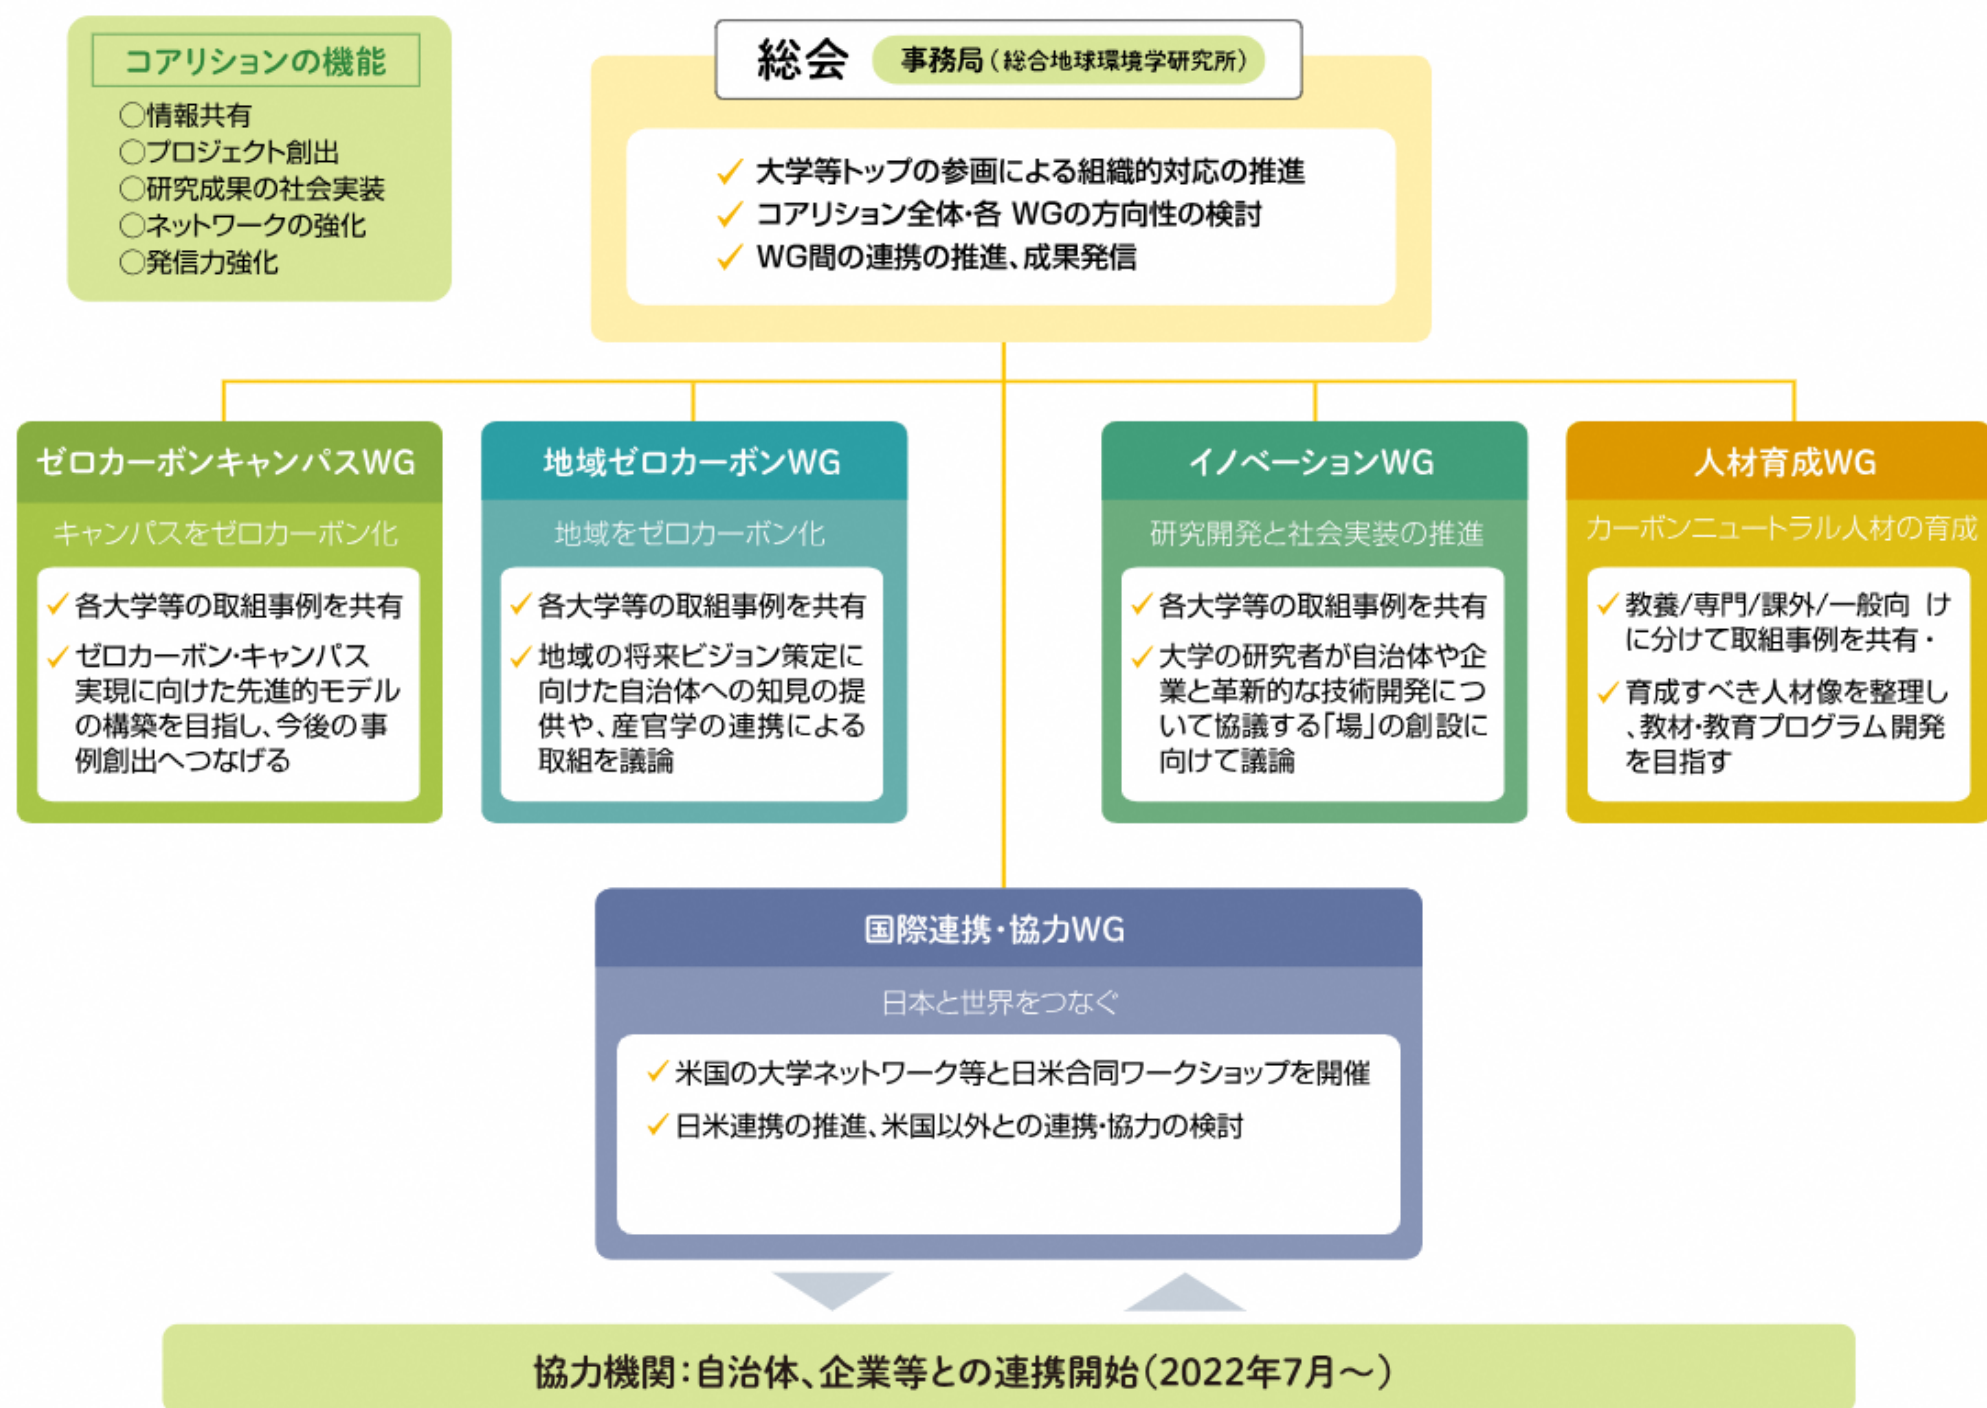 コアリションの機能
○情報共有
○プロジェクト創出
○研究成果の社会実装
○ネットワークの強化
○発信力強化
総会 事務局(総合地球環境学研究所)
✓ 大学等トップの参画による組織的対応の推進
✓ コアリション全体・各 WGの方向性の検討
✓ WG間の連携の推進、成果発信
ゼロカーボンキャンパスWG
キャンパスをゼロカーボン化
✓ 各大学等の取組事例を共有
✓ ゼロカーボン・キャンパス
実現に向けた先進的モデル
の構築を目指し、今後の事
例創出へつなげる
地域ゼロカーボンWG
地域をゼロカーボン化
✓ 各大学等の取組事例を共有
✓ 地域の将来ビジョン策定に
向けた自治体への知見の提
供や、産官学の連携による
取組を議論
イノベーションWG
研究開発と社会実装の推進
✓ 各大学等の取組事例を共有
✓ 大学の研究者が自治体や企
業と革新的な技術開発につ
いて協議する「場」の創設に
向けて議論
人材育成WG
カーボンニュートラル人材の育成
✓ 教養/専門/課外/一般向 け
に分けて取組事例を共有・
✓ 育成すべき人材像を整理し
、教材・教育プログラム開発
を目指す
国際連携・協力WG
日本と世界をつなぐ
✓ 米国の大学ネットワーク等と日米合同ワークショップを開催
✓ 日米連携の推進、米国以外との連携・協力の検討
協力機関：自治体、企業等との連携開始(2022年7月～)